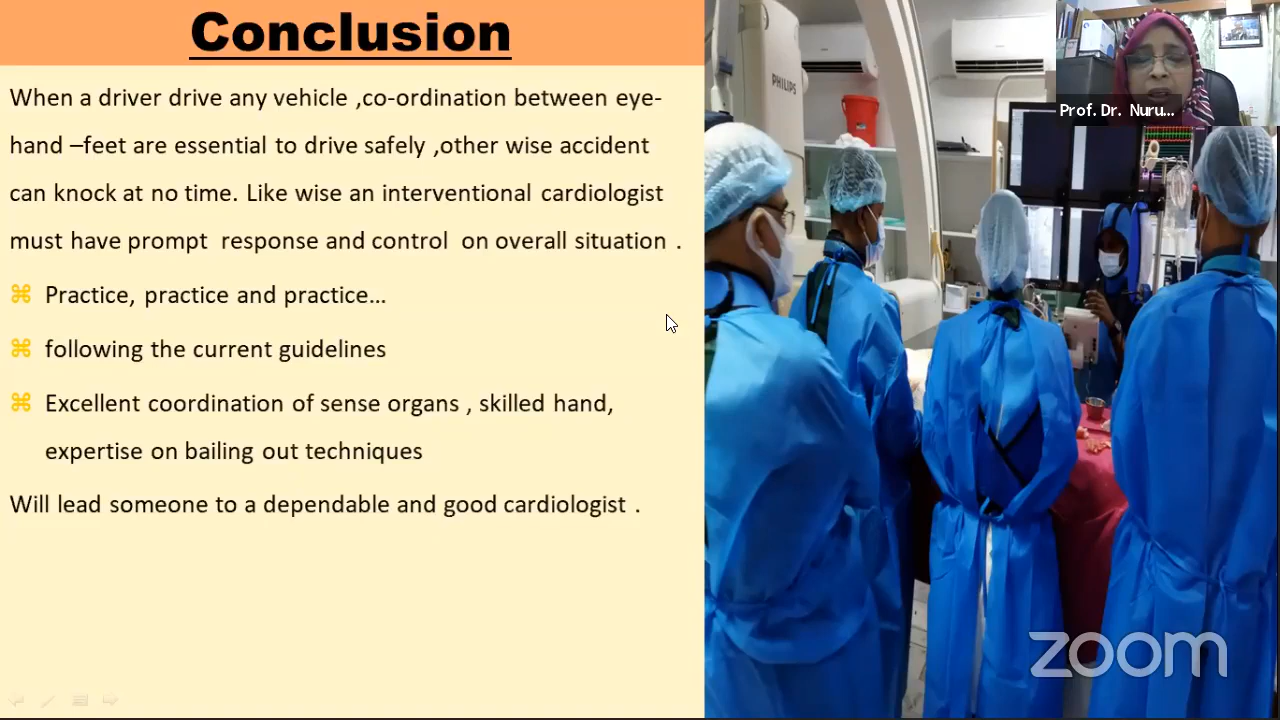 Conclusion
When a driver drive any vehicle ,co-ordination between eye-
hand –feet are essential to drive safely ,other wise accident
can knock at no time. Like wise an interventional cardiologist
must have prompt response and control on overall situation .
⌘ Practice, practice and practice…
⌘ following the current guidelines
⌘ Excellent coordination of sense organs , skilled hand,
expertise on bailing out techniques
Will lead someone to a dependable and good cardiologist .
PHILIPS
Prof. Dr. Nuru...
zoom